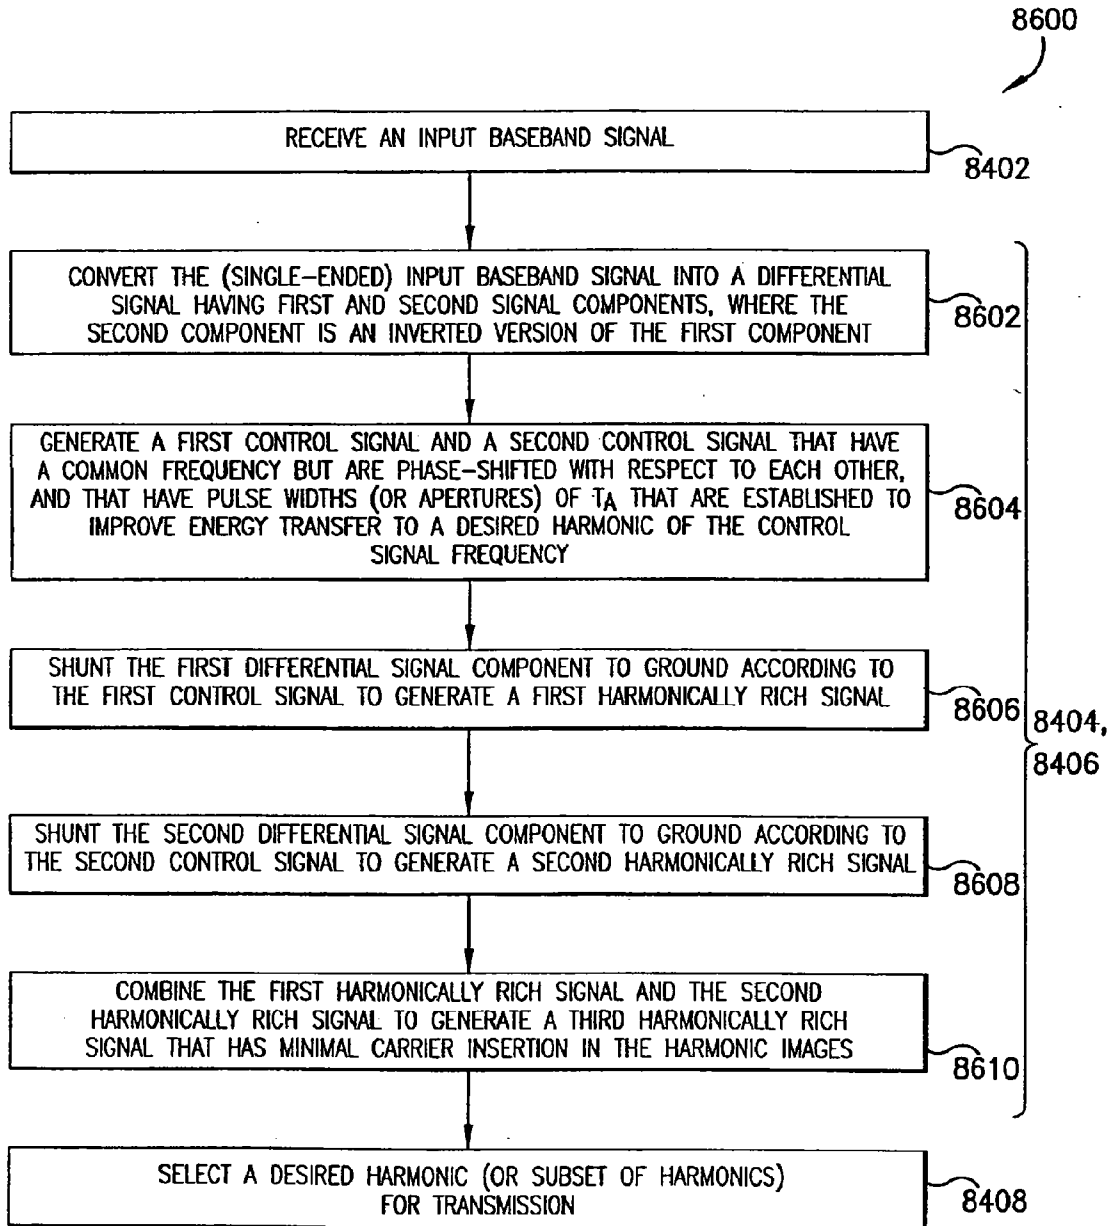 8600
RECEIVE AN INPUT BASEBAND SIGNAL
8402
CONVERT THE (SINGLE-ENDED) INPUT BASEBAND SIGNAL INTO A DIFFERENTIAL
SIGNAL HAVING FIRST AND SECOND SIGNAL COMPONENTS, WHERE THE
SECOND COMPONENT IS AN INVERTED VERSION OF THE FIRST COMPONENT
8602
GENERATE A FIRST CONTROL SIGNAL AND A SECOND CONTROL SIGNAL THAT HAVE
A COMMON FREQUENCY BUT ARE PHASE-SHIFTED WITH RESPECT TO EACH OTHER,
AND THAT HAVE PULSE WIDTHS (OR APERTURES) OF TA THAT ARE ESTABLISHED TO
IMPROVE ENERGY TRANSFER TO A DESIRED HARMONIC OF THE CONTROL
SIGNAL FREQUENCY
8604
SHUNT THE FIRST DIFFERENTIAL SIGNAL COMPONENT TO GROUND ACCORDING TO
THE FIRST CONTROL SIGNAL TO GENERATE A FIRST HARMONICALLY RICH SIGNAL
8606
8404,
8406
SHUNT THE SECOND DIFFERENTIAL SIGNAL COMPONENT TO GROUND ACCORDING TO
THE SECOND CONTROL SIGNAL TO GENERATE A SECOND HARMONICALLY RICH SIGNAL
8608
COMBINE THE FIRST HARMONICALLY RICH SIGNAL AND THE SECOND
HARMONICALLY RICH SIGNAL TO GENERATE A THIRD HARMONICALLY RICH
SIGNAL THAT HAS MINIMAL CARRIER INSERTION IN THE HARMONIC IMAGES
8610
SELECT A DESIRED HARMONIC (OR SUBSET OF HARMONICS)
FOR TRANSMISSION
8408